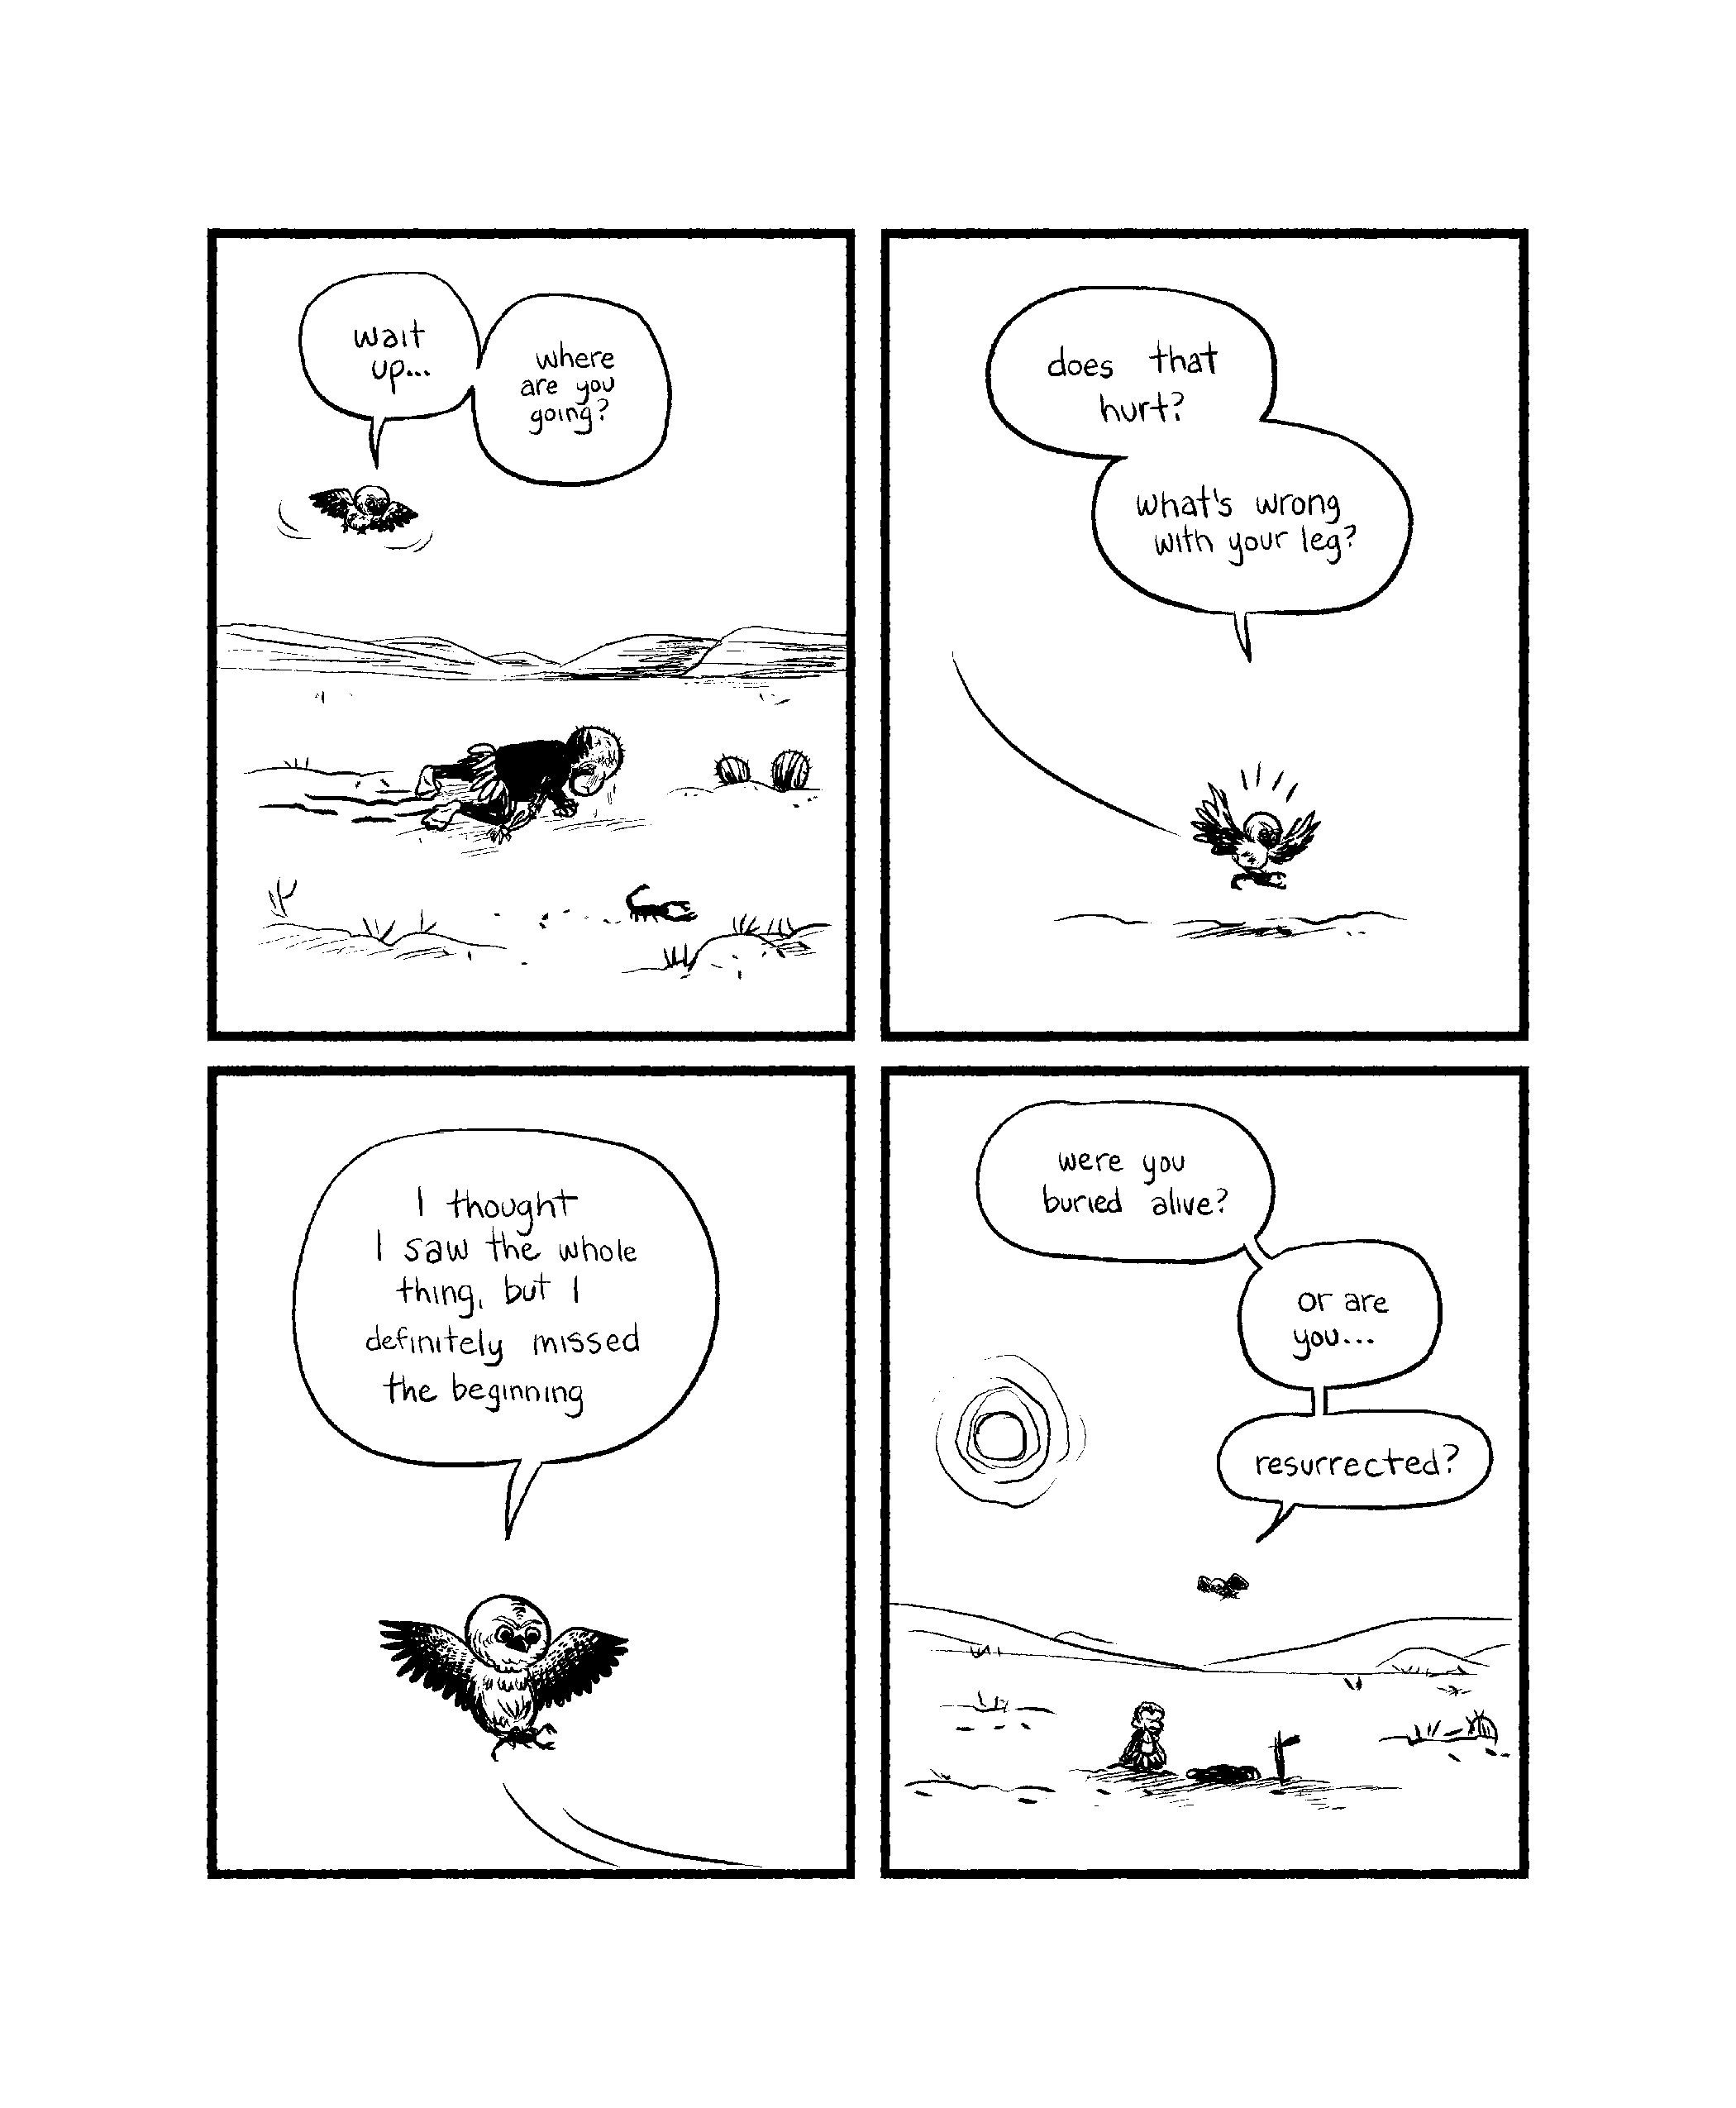 wait
up...
where
are you
going?
does that
hurt?
what's wrong
with your leg?
I thought
I saw the whole
thing, but I
definitely missed
the beginning
were you
buried alive?
or are
you...
resurrected?